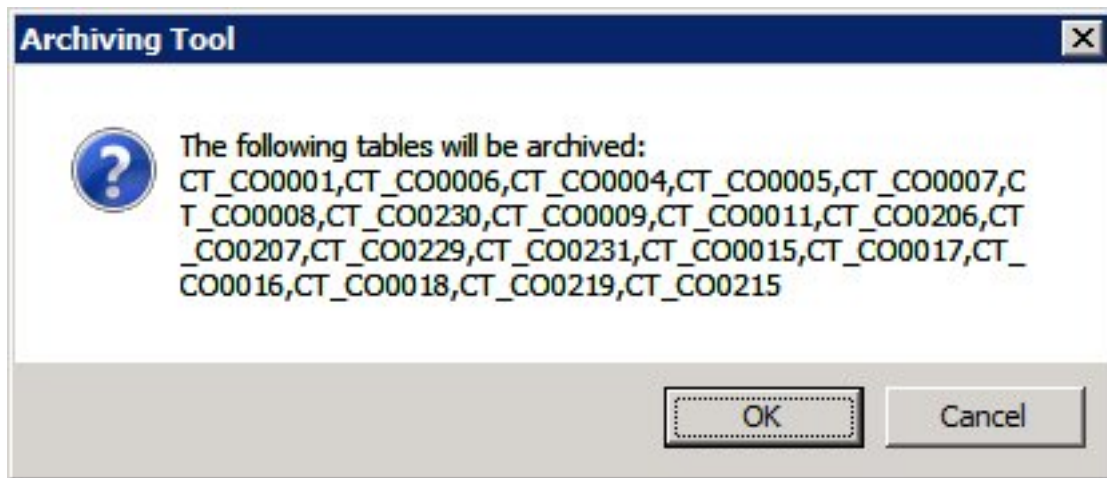 Archiving Tool
The following tables will be archived:
CT_CO0001,CT_CO0006,CT_CO0004,CT_CO0005,CT_CO0007,C
T_CO0008,CT_CO0230,CT_CO0009,CT_CO0011,CT_CO0206,CT
_CO0207,CT_CO0229,CT_CO0231,CT_CO0015,CT_CO0017,CT_
CO0016,CT_CO0018,CT_CO0219,CT_CO0215
OK
Cancel